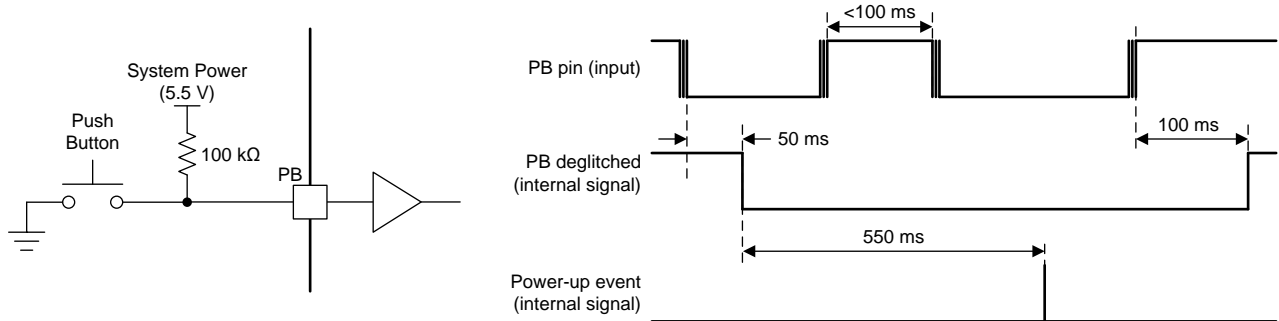 System Power
(5.5 V)
Push
Button
100 kΩ
PB
<100 ms
PB pin (input)
50 ms
100 ms
PB deglitched
(internal signal)
550 ms
Power-up event
(internal signal)